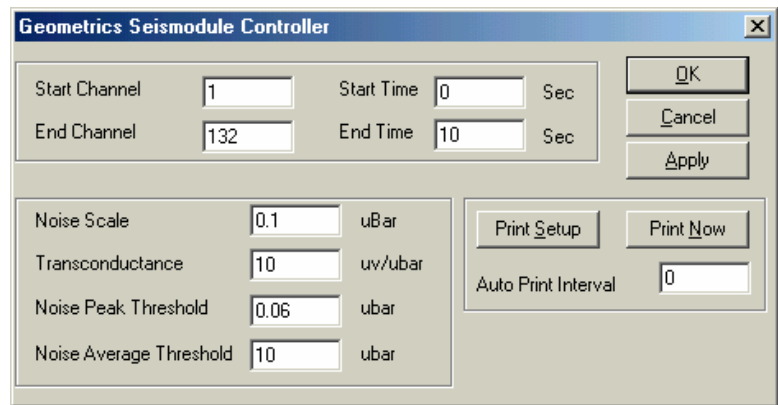 Geometrics Seismodule Controller
Start Channel 1 Start Time 0 Sec
End Channel 132 End Time 10 Sec
OK
Cancel
Apply
Noise Scale 0.1 uBar
Transconductance 10 uv/ubar
Noise Peak Threshold 0.06 ubar
Noise Average Threshold 10 ubar
Print Setup Print Now
Auto Print Interval 0